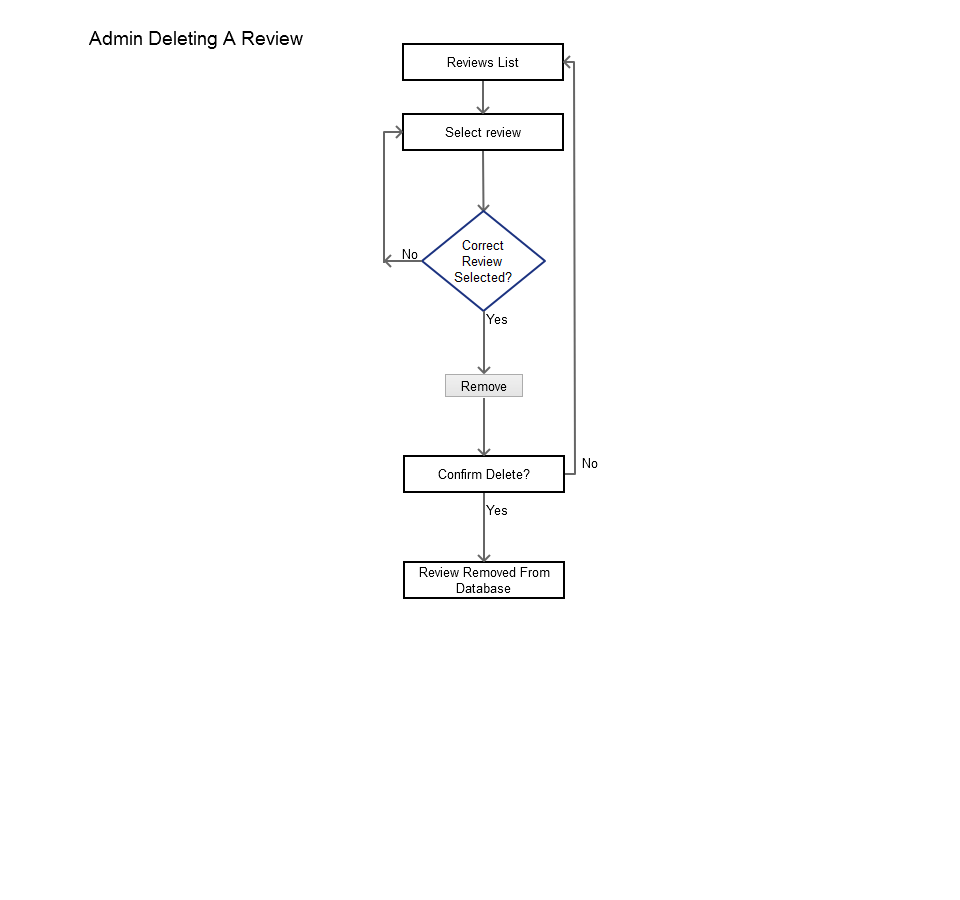 Admin Deleting A Review
Reviews List
Select review
Correct
Review
Selected?
No
Yes
Remove
Confirm Delete?
No
Yes
Review Removed From
Database